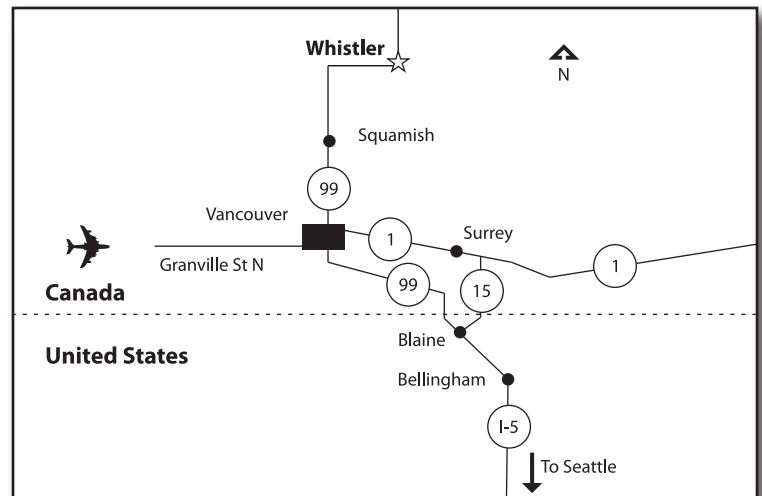 Whistler
N
Squamish
99
Vancouver
1
Surrey
Granville St N
1
99
15
Canada
Blaine
United States
Bellingham
I-5
To Seattle